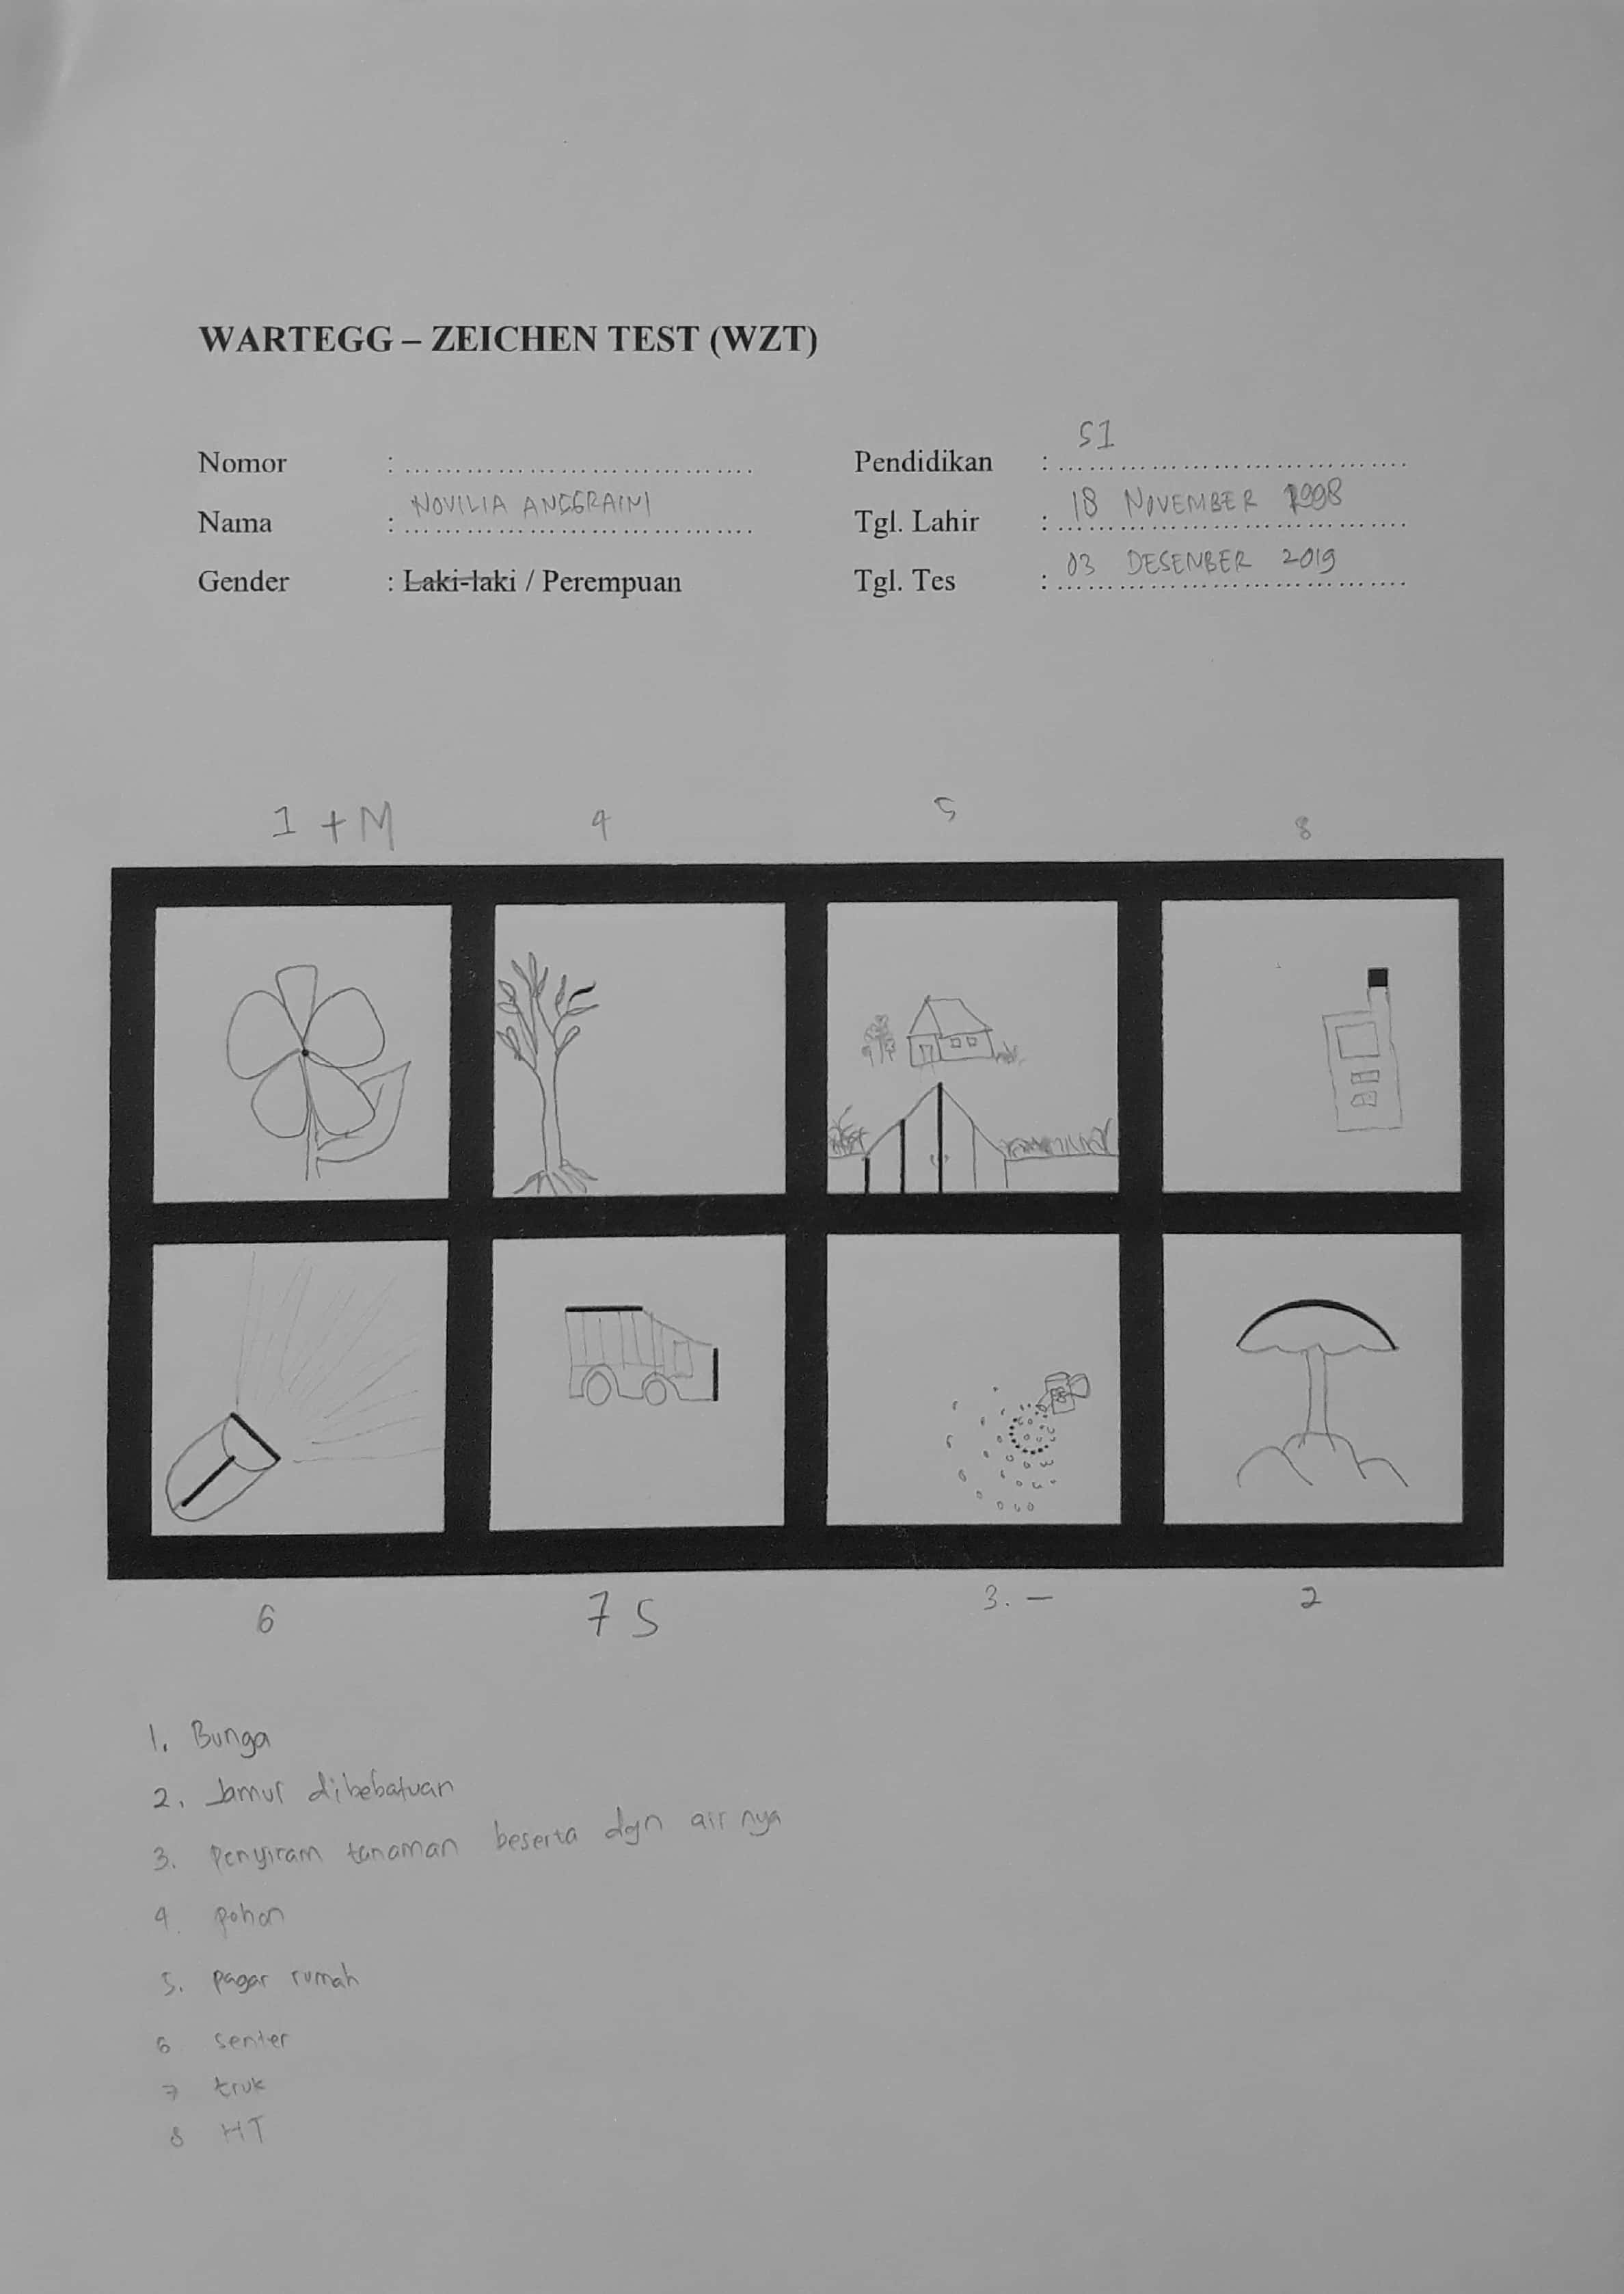 WARTEGG – ZEICHEN TEST (WZT)
Nomor : ....................................
Pendidikan : S1
Nama : NOVILIA ANGGRAINI
Tgl. Lahir : 18 NOVEMBER 1998
Gender : Laki-laki / Perempuan
Tgl. Tes : 03 DESEMBER 2019
1 + M 4 5 8
6 7 S 3. – 2
1. Bunga
2. Jamur dibebatuan
3. Penyiram tanaman beserta dgn air nya
4. pohon
5. pagar rumah
6 senter
7 truk
8 HT